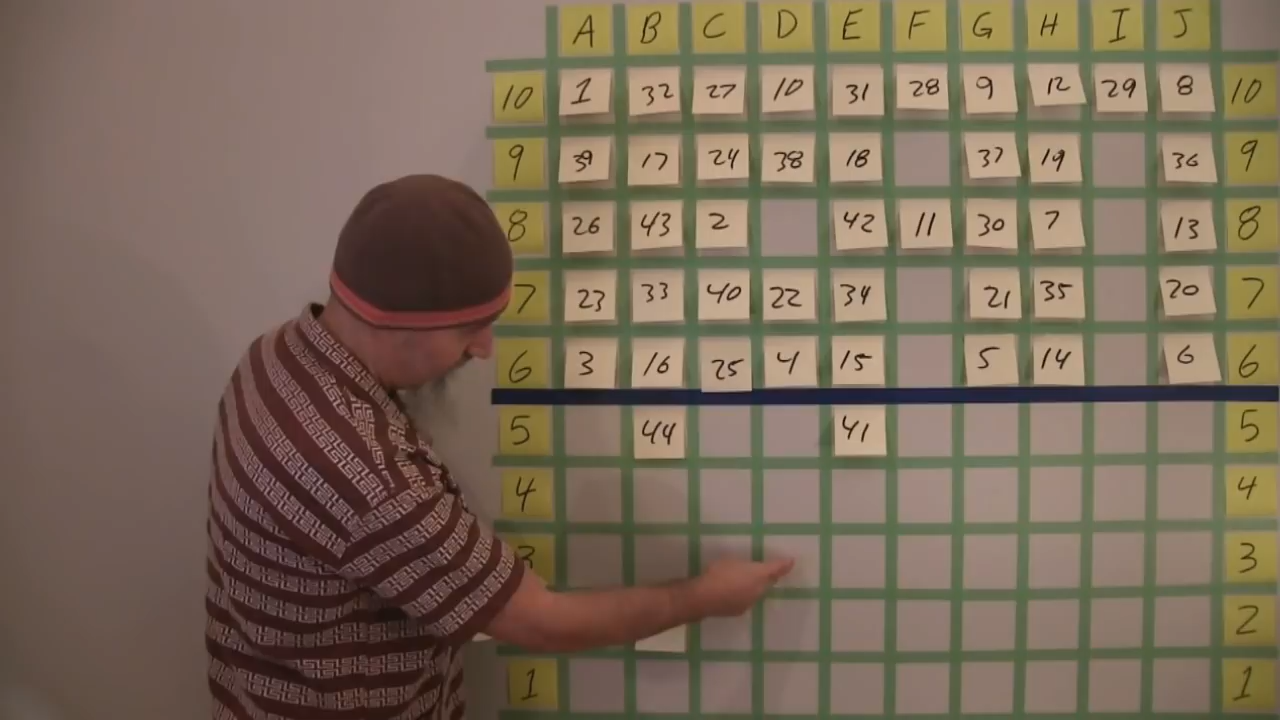 A B C D E F G H I J
10 1 32 27 10 31 28 9 12 29 8 10
9 39 17 24 38 18 37 19 36 9
8 26 43 2 42 11 30 7 13 8
7 23 33 40 22 34 21 35 20 7
6 3 16 25 4 15 5 14 6 6
5 44 41 5
4 4
3 3
2
1 1